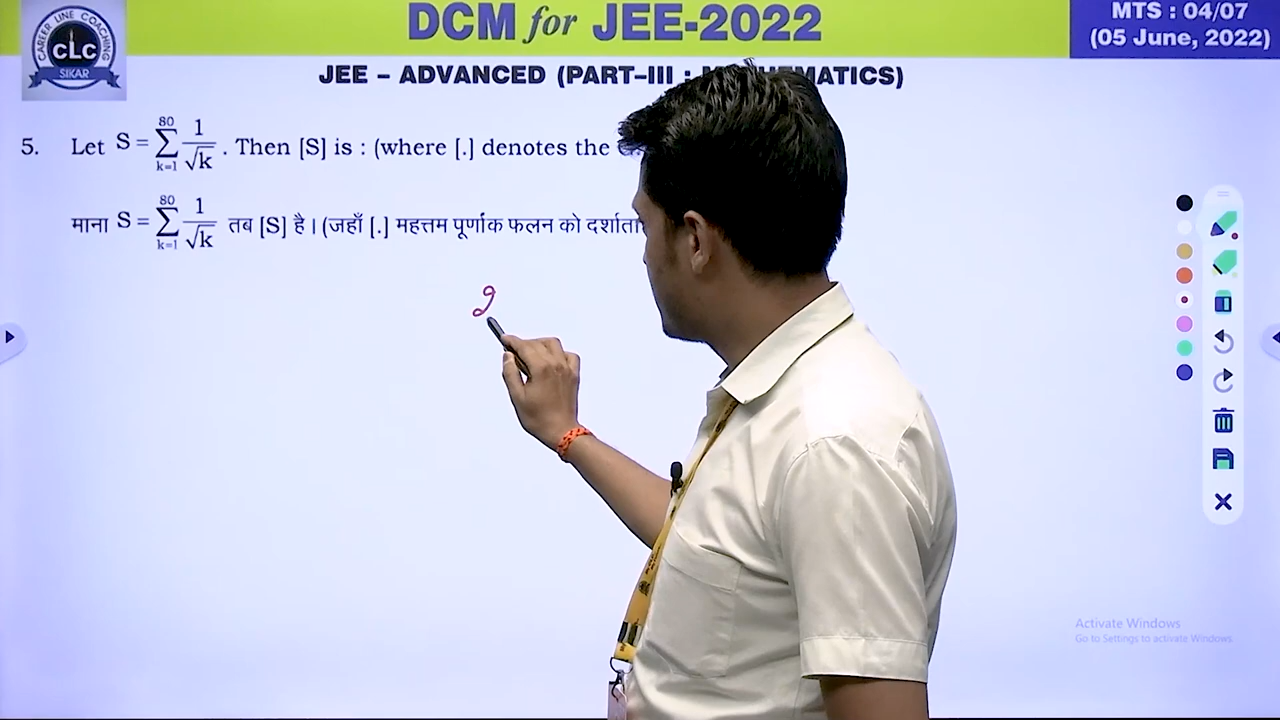 CAREER LINE COACHING
CLC
SIKAR
DCM for JEE-2022
MTS : 04/07
(05 June, 2022)
JEE – ADVANCED (PART–III : MATHEMATICS)
5. Let S = ∑_{k=1}^{80} 1/√k . Then [S] is : (where [.] denotes the
माना S = ∑_{k=1}^{80} 1/√k तब [S] है। (जहाँ [.] महत्तम पूर्णांक फलन को दर्शाता
2
Activate Windows
Go to Settings to activate Windows.